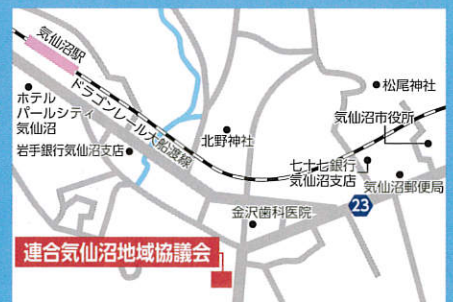 気仙沼駅
ホテル
パールシティ
気仙沼
岩手銀行気仙沼支店
ドラゴンレール大船渡線
北野神社
松尾神社
気仙沼市役所
七十七銀行
気仙沼支店
気仙沼郵便局
23
金沢歯科医院
連合気仙沼地域協議会